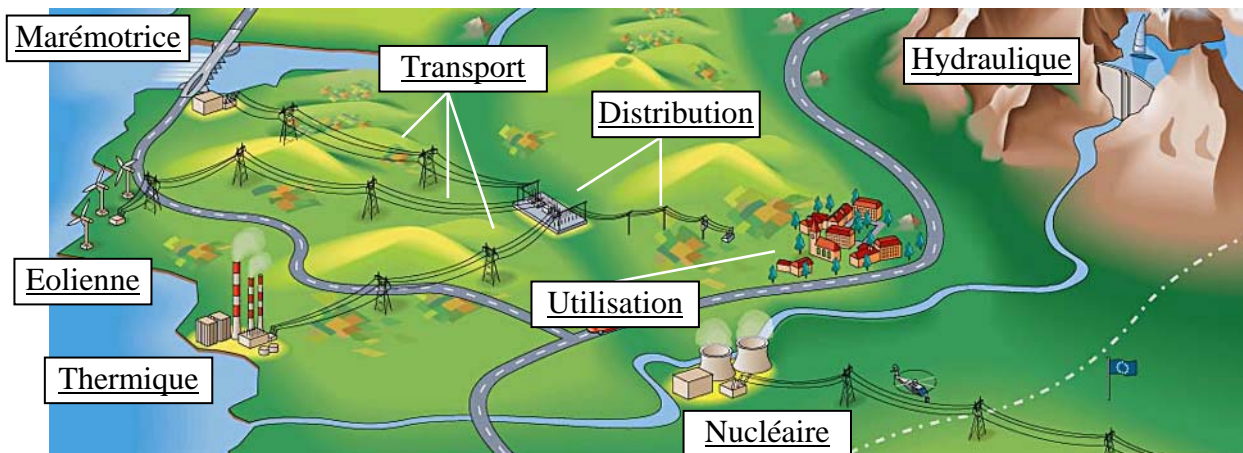 Marémotrice
Transport
Hydraulique
Distribution
Eolienne
Utilisation
Thermique
Nucléaire